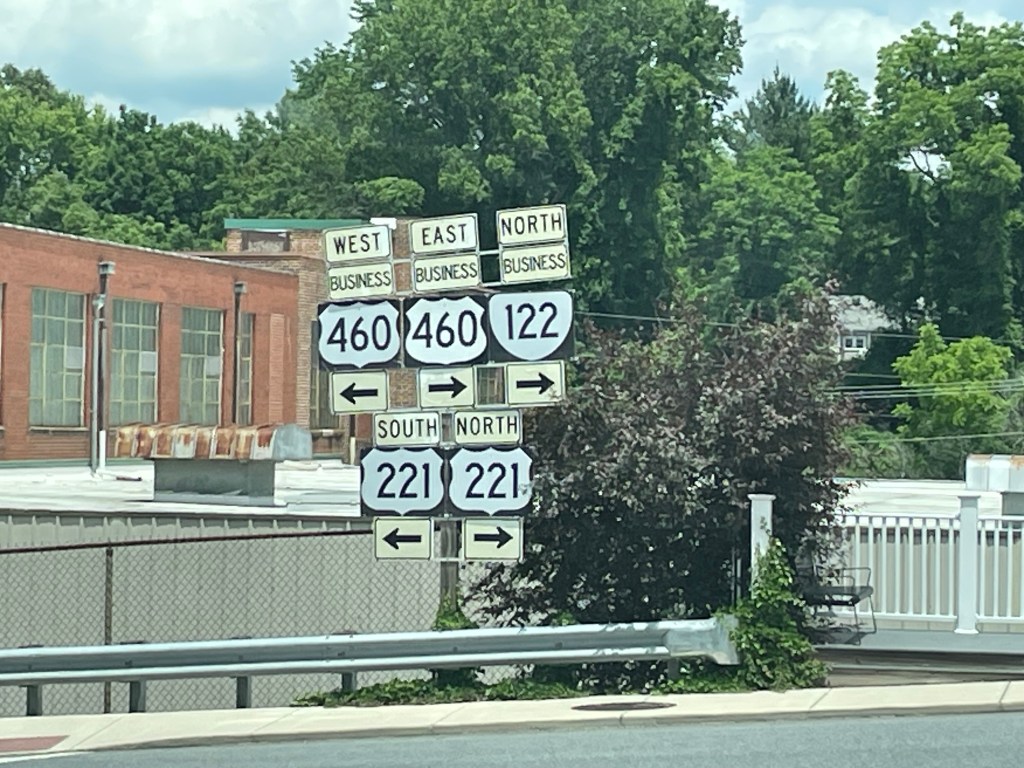 WEST EAST NORTH
BUSINESS BUSINESS BUSINESS
460 460 122
SOUTH NORTH
221 221